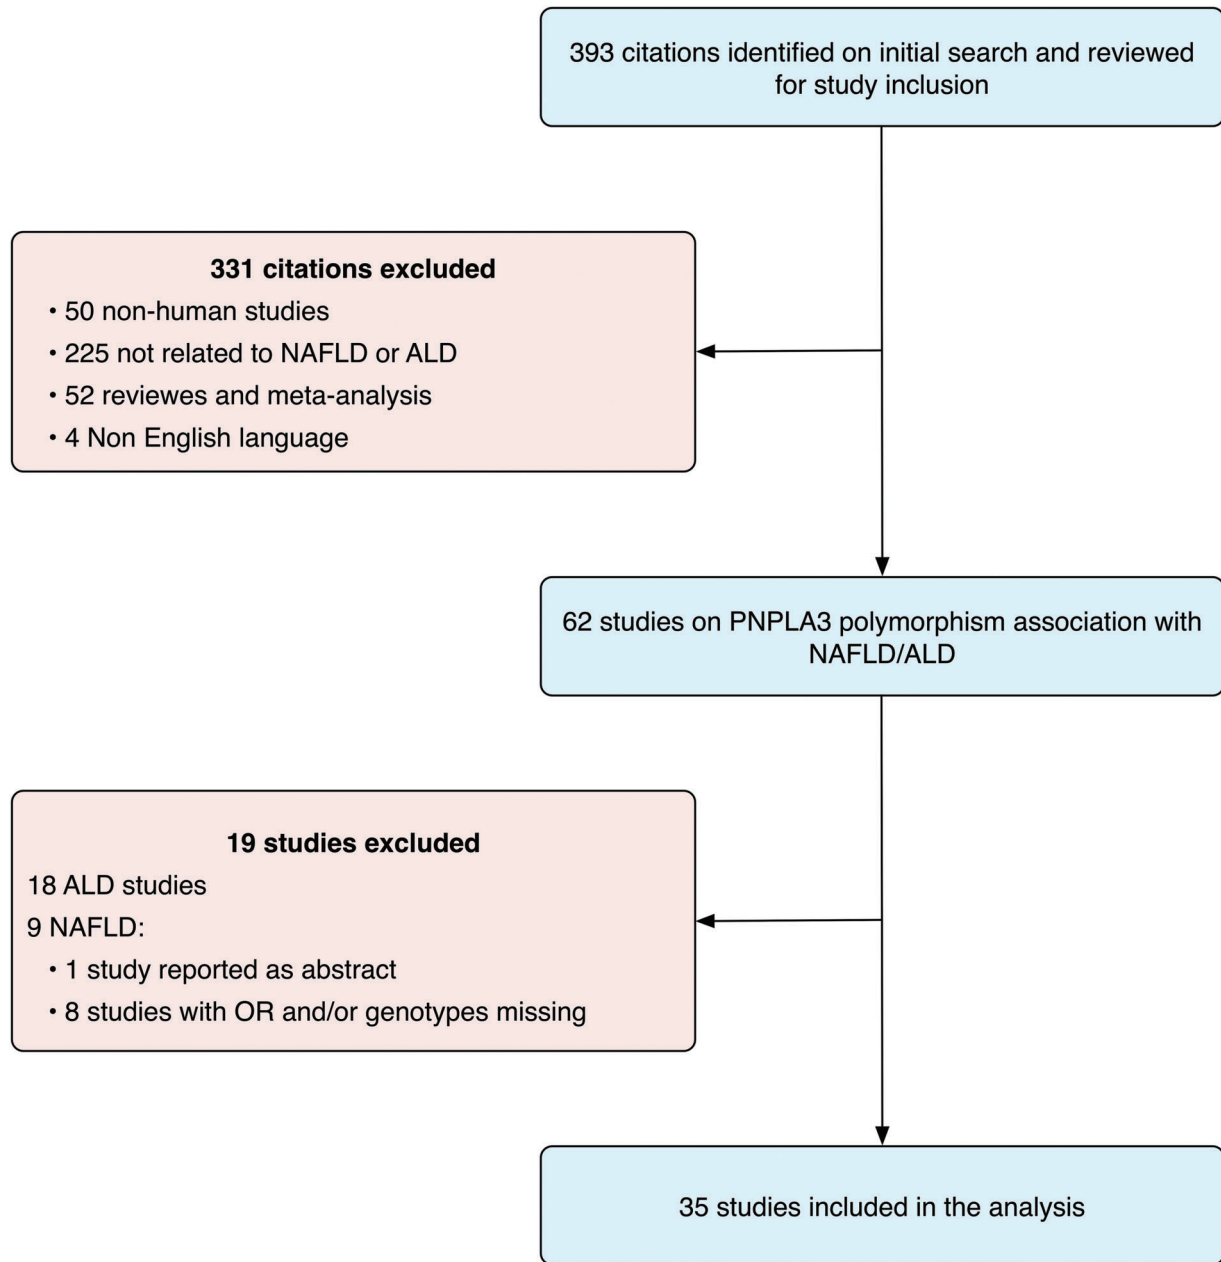 393 citations identified on initial search and reviewed
for study inclusion
331 citations excluded
• 50 non-human studies
• 225 not related to NAFLD or ALD
• 52 reviewes and meta-analysis
• 4 Non English language
62 studies on PNPLA3 polymorphism association with
NAFLD/ALD
19 studies excluded
18 ALD studies
9 NAFLD:
• 1 study reported as abstract
• 8 studies with OR and/or genotypes missing
35 studies included in the analysis